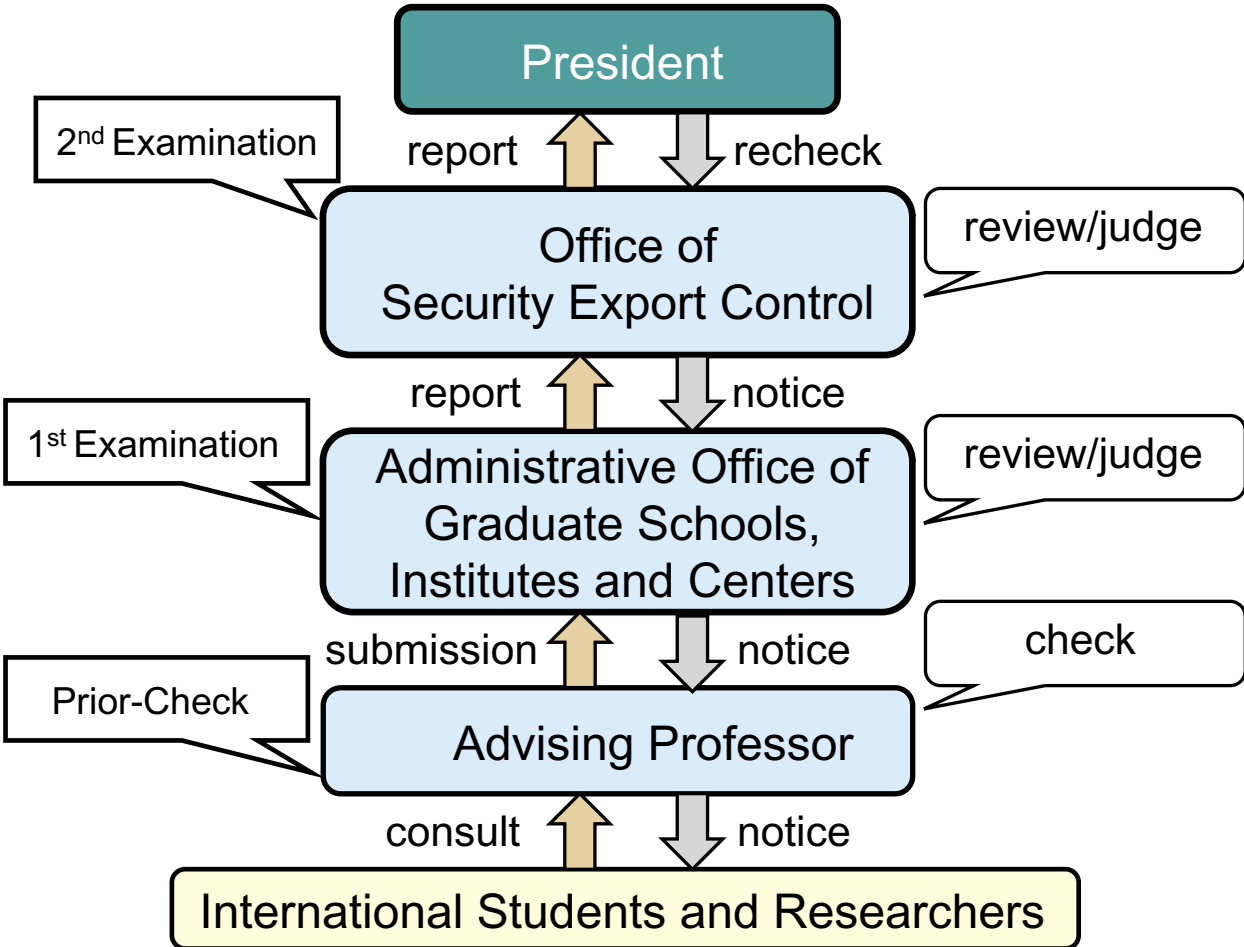 President
2nd Examination
report
recheck
Office of
Security Export Control
review/judge
report
notice
1st Examination
Administrative Office of
Graduate Schools,
Institutes and Centers
review/judge
submission
notice
check
Prior-Check
Advising Professor
consult
notice
International Students and Researchers